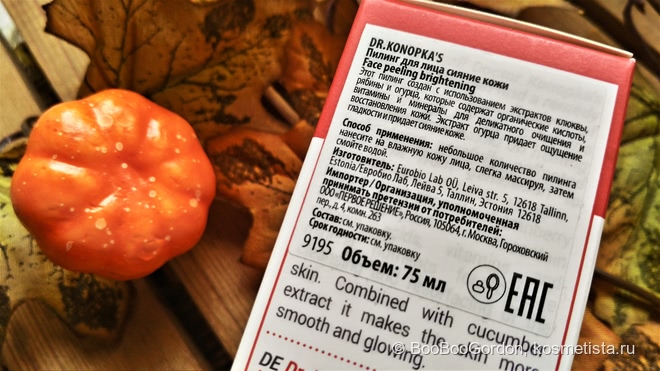 DR.KONOPKA'S
Пилинг для лица сияние кожи
Face peeling brightening
Этот пилинг создан с использованием экстрактов клюквы,
рябины и огурца, которые содержат органические кислоты,
витамины и минералы для деликатного очищения и
восстановления кожи. Экстракт огурца придает ощущение
гладкости и придает сияние коже.
Способ применения: небольшое количество пилинга
нанесите на влажную кожу лица, слегка массируя, затем
смойте водой.
Изготовитель: Eurobio Lab OÜ, Leiva str. 5, 12618 Tallinn,
Estonia/Евробио Лаб, Лейва 5, Таллин, Эстония 12618
Импортер / Организация, уполномоченная
принимать претензии от потребителей:
ООО «ПЕРВОЕ РЕШЕНИЕ», Россия, 105064, г. Москва, Гороховский
пер., д. 4, комн. 263
Состав: см. упаковку.
Срок годности: см. упаковку
9195 Объем: 75 мл
EAC
skin. Combined with cucumber
extract it makes the skin more
smooth and glowing.
DE DR.
© BooBooGordon, kosmetista.ru